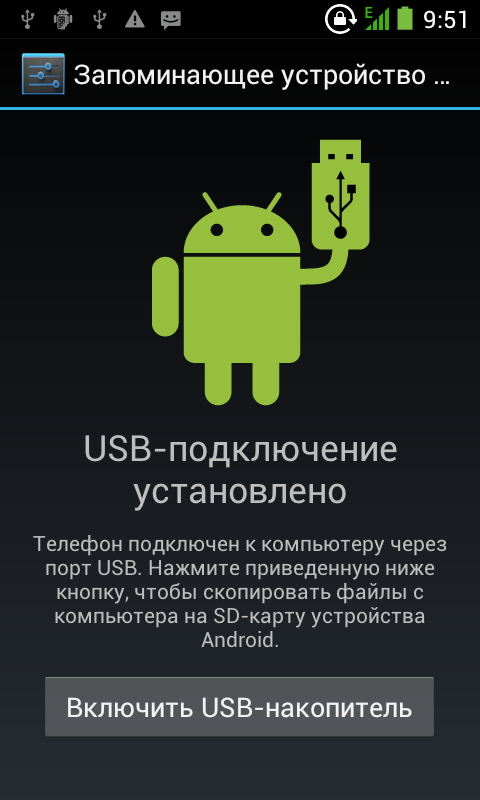 E
9:51
Запоминающее устройство ...
USB-подключение
установлено
Телефон подключен к компьютеру через
порт USB. Нажмите приведенную ниже
кнопку, чтобы скопировать файлы с
компьютера на SD-карту устройства
Android.
Включить USB-накопитель